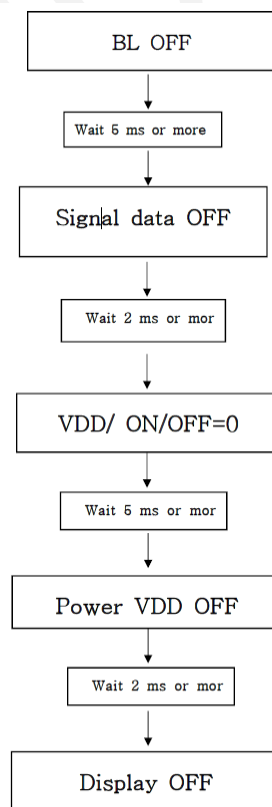 BL OFF
Wait 5 ms or more
Signal data OFF
Wait 2 ms or mor
VDD/ ON/OFF=0
Wait 5 ms or mor
Power VDD OFF
Wait 2 ms or mor
Display OFF